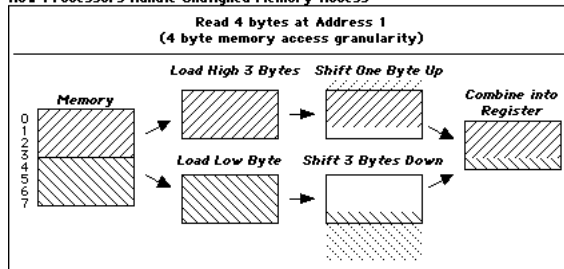 How Processors Handle Unaligned Memory Access
Read 4 bytes at Address 1
(4 byte memory access granularity)
Load High 3 Bytes
Shift One Byte Up
Combine into
Register
Memory
0
1
2
3
4
5
6
7
Load Low Byte
Shift 3 Bytes Down